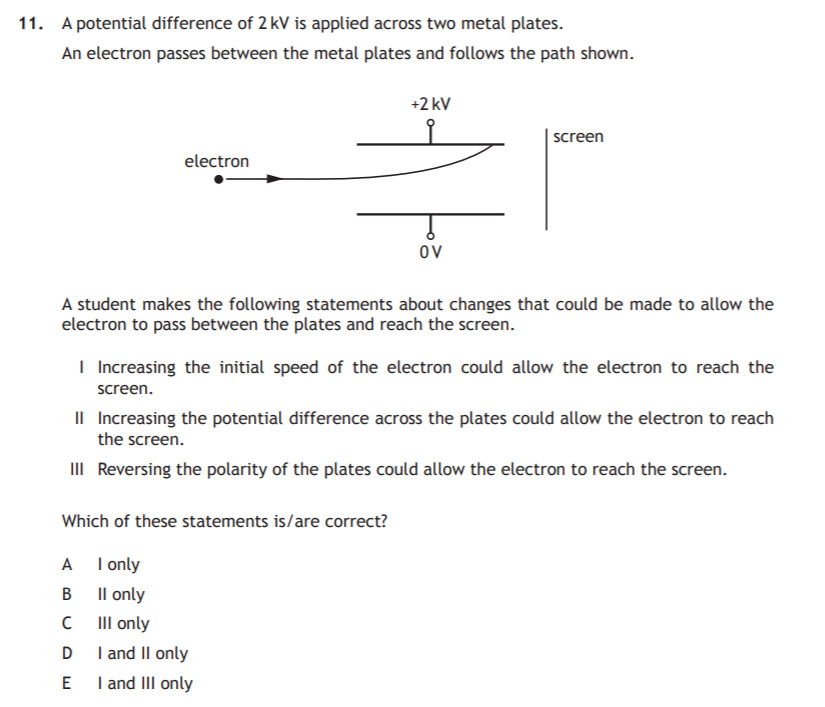 11. A potential difference of 2 kV is applied across two metal plates.
An electron passes between the metal plates and follows the path shown.
+2 kV
screen
electron
0 V
A student makes the following statements about changes that could be made to allow the
electron to pass between the plates and reach the screen.
I Increasing the initial speed of the electron could allow the electron to reach the
screen.
II Increasing the potential difference across the plates could allow the electron to reach
the screen.
III Reversing the polarity of the plates could allow the electron to reach the screen.
Which of these statements is/are correct?
A I only
B II only
C III only
D I and II only
E I and III only